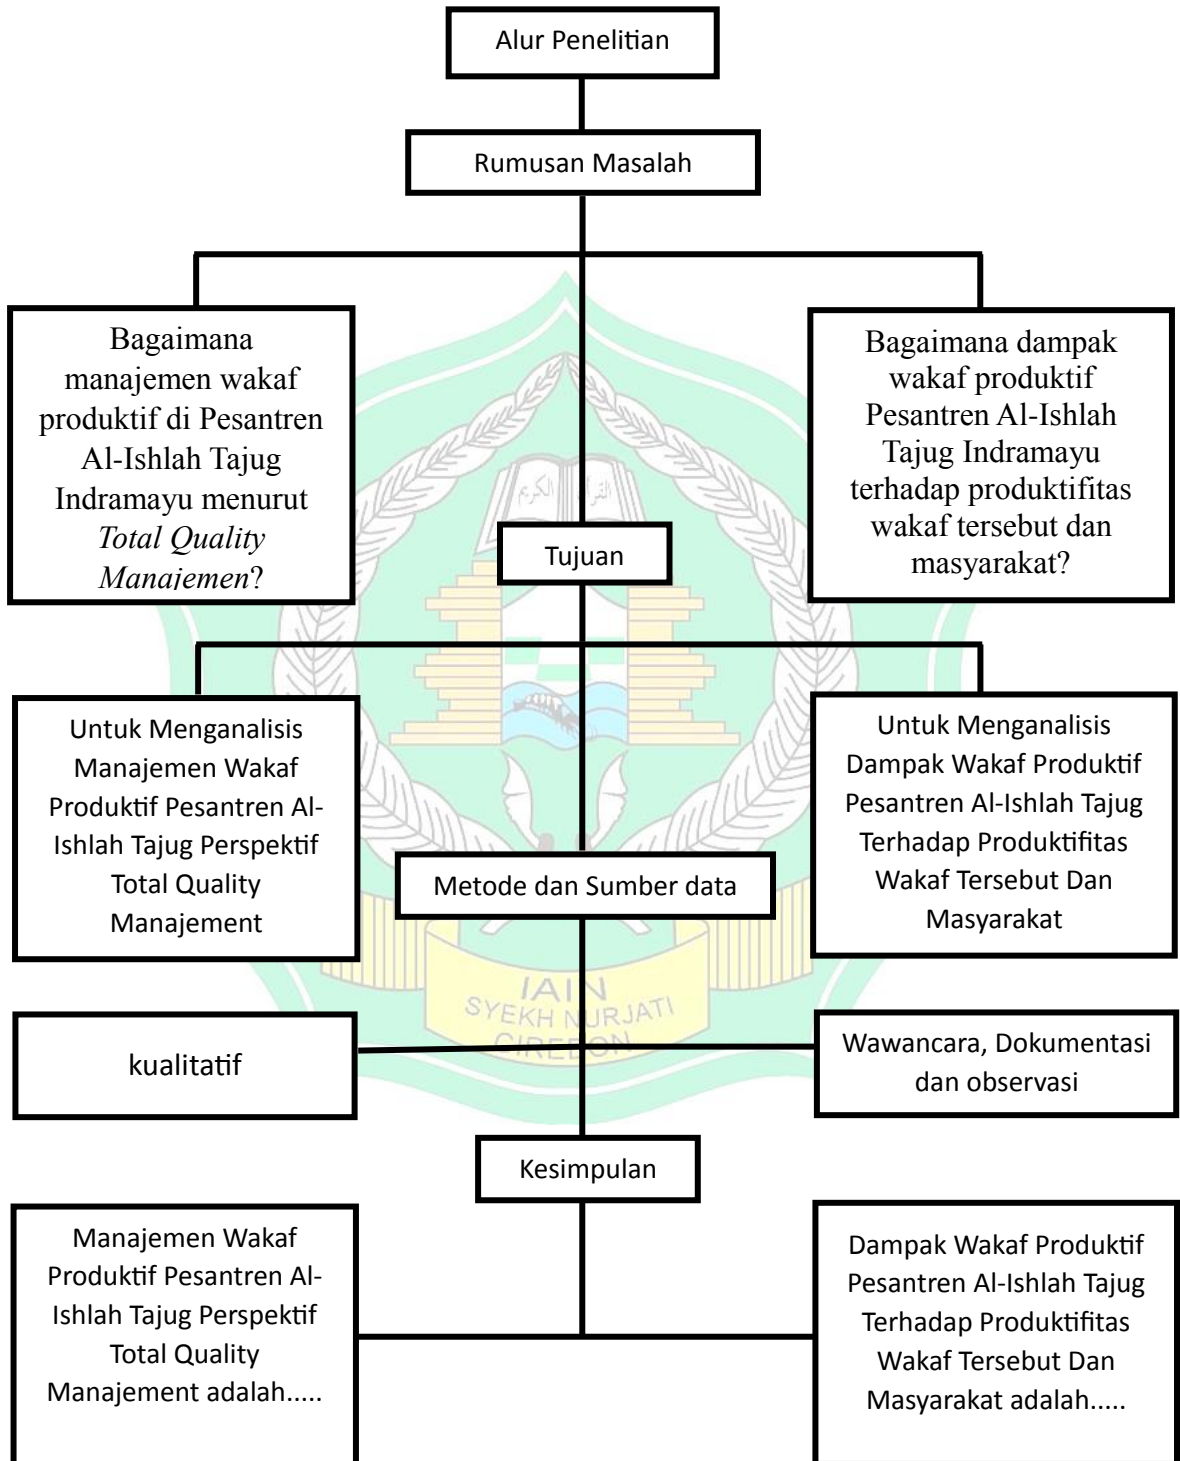 Alur Penelitian
Rumusan Masalah
Bagaimana
manajemen wakaf
produktif di Pesantren
Al-Ishlah Tajug
Indramayu menurut
Total Quality
Manajemen?
Bagaimana dampak
wakaf produktif
Pesantren Al-Ishlah
Tajug Indramayu
terhadap produktifitas
wakaf tersebut dan
masyarakat?
القرآن الكريم
Tujuan
Untuk Menganalisis
Manajemen Wakaf
Produktif Pesantren Al-
Ishlah Tajug Perspektif
Total Quality
Manajement
Untuk Menganalisis
Dampak Wakaf Produktif
Pesantren Al-Ishlah Tajug
Terhadap Produktifitas
Wakaf Tersebut Dan
Masyarakat
Metode dan Sumber data
IAIN
SYEKH NURJATI
CIREBON
kualitatif
Wawancara, Dokumentasi
dan observasi
Kesimpulan
Manajemen Wakaf
Produktif Pesantren Al-
Ishlah Tajug Perspektif
Total Quality
Manajement adalah.....
Dampak Wakaf Produktif
Pesantren Al-Ishlah Tajug
Terhadap Produktifitas
Wakaf Tersebut Dan
Masyarakat adalah.....